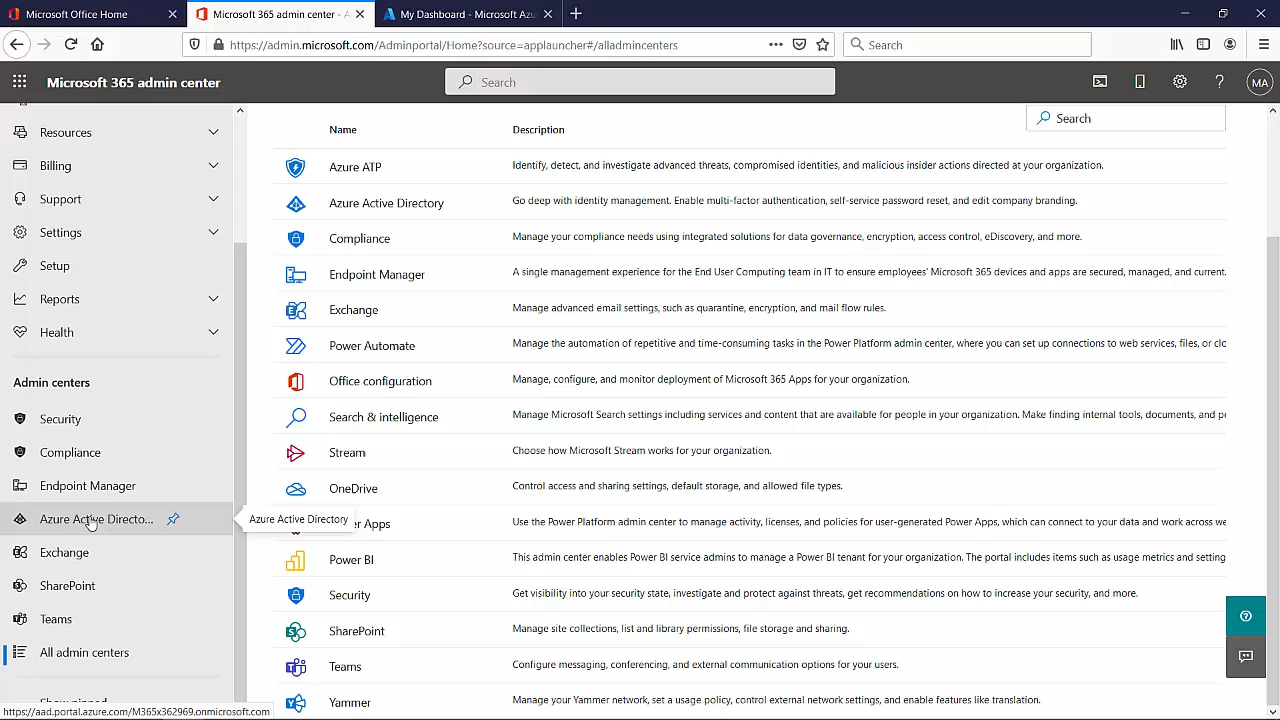 Microsoft Office Home
Microsoft 365 admin center - A
My Dashboard - Microsoft Azu
https://admin.microsoft.com/Adminportal/Home?source=applauncher#/alladmincenters
Search
Microsoft 365 admin center
Search
MA
Resources
Billing
Support
Settings
Setup
Reports
Health
Admin centers
Security
Compliance
Endpoint Manager
Azure Active Directo...
Azure Active Directory
Exchange
SharePoint
Teams
All admin centers
https://aad.portal.azure.com/M365x362969.onmicrosoft.com
Search
Name Description
Azure ATP Identify, detect, and investigate advanced threats, compromised identities, and malicious insider actions directed at your organization.
Azure Active Directory Go deep with identity management. Enable multi-factor authentication, self-service password reset, and edit company branding.
Compliance Manage your compliance needs using integrated solutions for data governance, encryption, access control, eDiscovery, and more.
Endpoint Manager A single management experience for the End User Computing team in IT to ensure employees' Microsoft 365 devices and apps are secured, managed, and current.
Exchange Manage advanced email settings, such as quarantine, encryption, and mail flow rules.
Power Automate Manage the automation of repetitive and time-consuming tasks in the Power Platform admin center, where you can set up connections to web services, files, or clo
Office configuration Manage, configure, and monitor deployment of Microsoft 365 Apps for your organization.
Search & intelligence Manage Microsoft Search settings including services and content that are available for people in your organization. Make finding internal tools, documents, and pe
Stream Choose how Microsoft Stream works for your organization.
OneDrive Control access and sharing settings, default storage, and allowed file types.
Apps Use the Power Platform admin center to manage activity, licenses, and policies for user-generated Power Apps, which can connect to your data and work across we
Power BI This admin center enables Power BI service admins to manage a Power BI tenant for your organization. The portal includes items such as usage metrics and setting
Security Get visibility into your security state, investigate and protect against threats, get recommendations on how to increase your security, and more.
SharePoint Manage site collections, list and library permissions, file storage and sharing.
Teams Configure messaging, conferencing, and external communication options for your users.
Yammer Manage your Yammer network, set a usage policy, control external network settings, and enable features like translation.